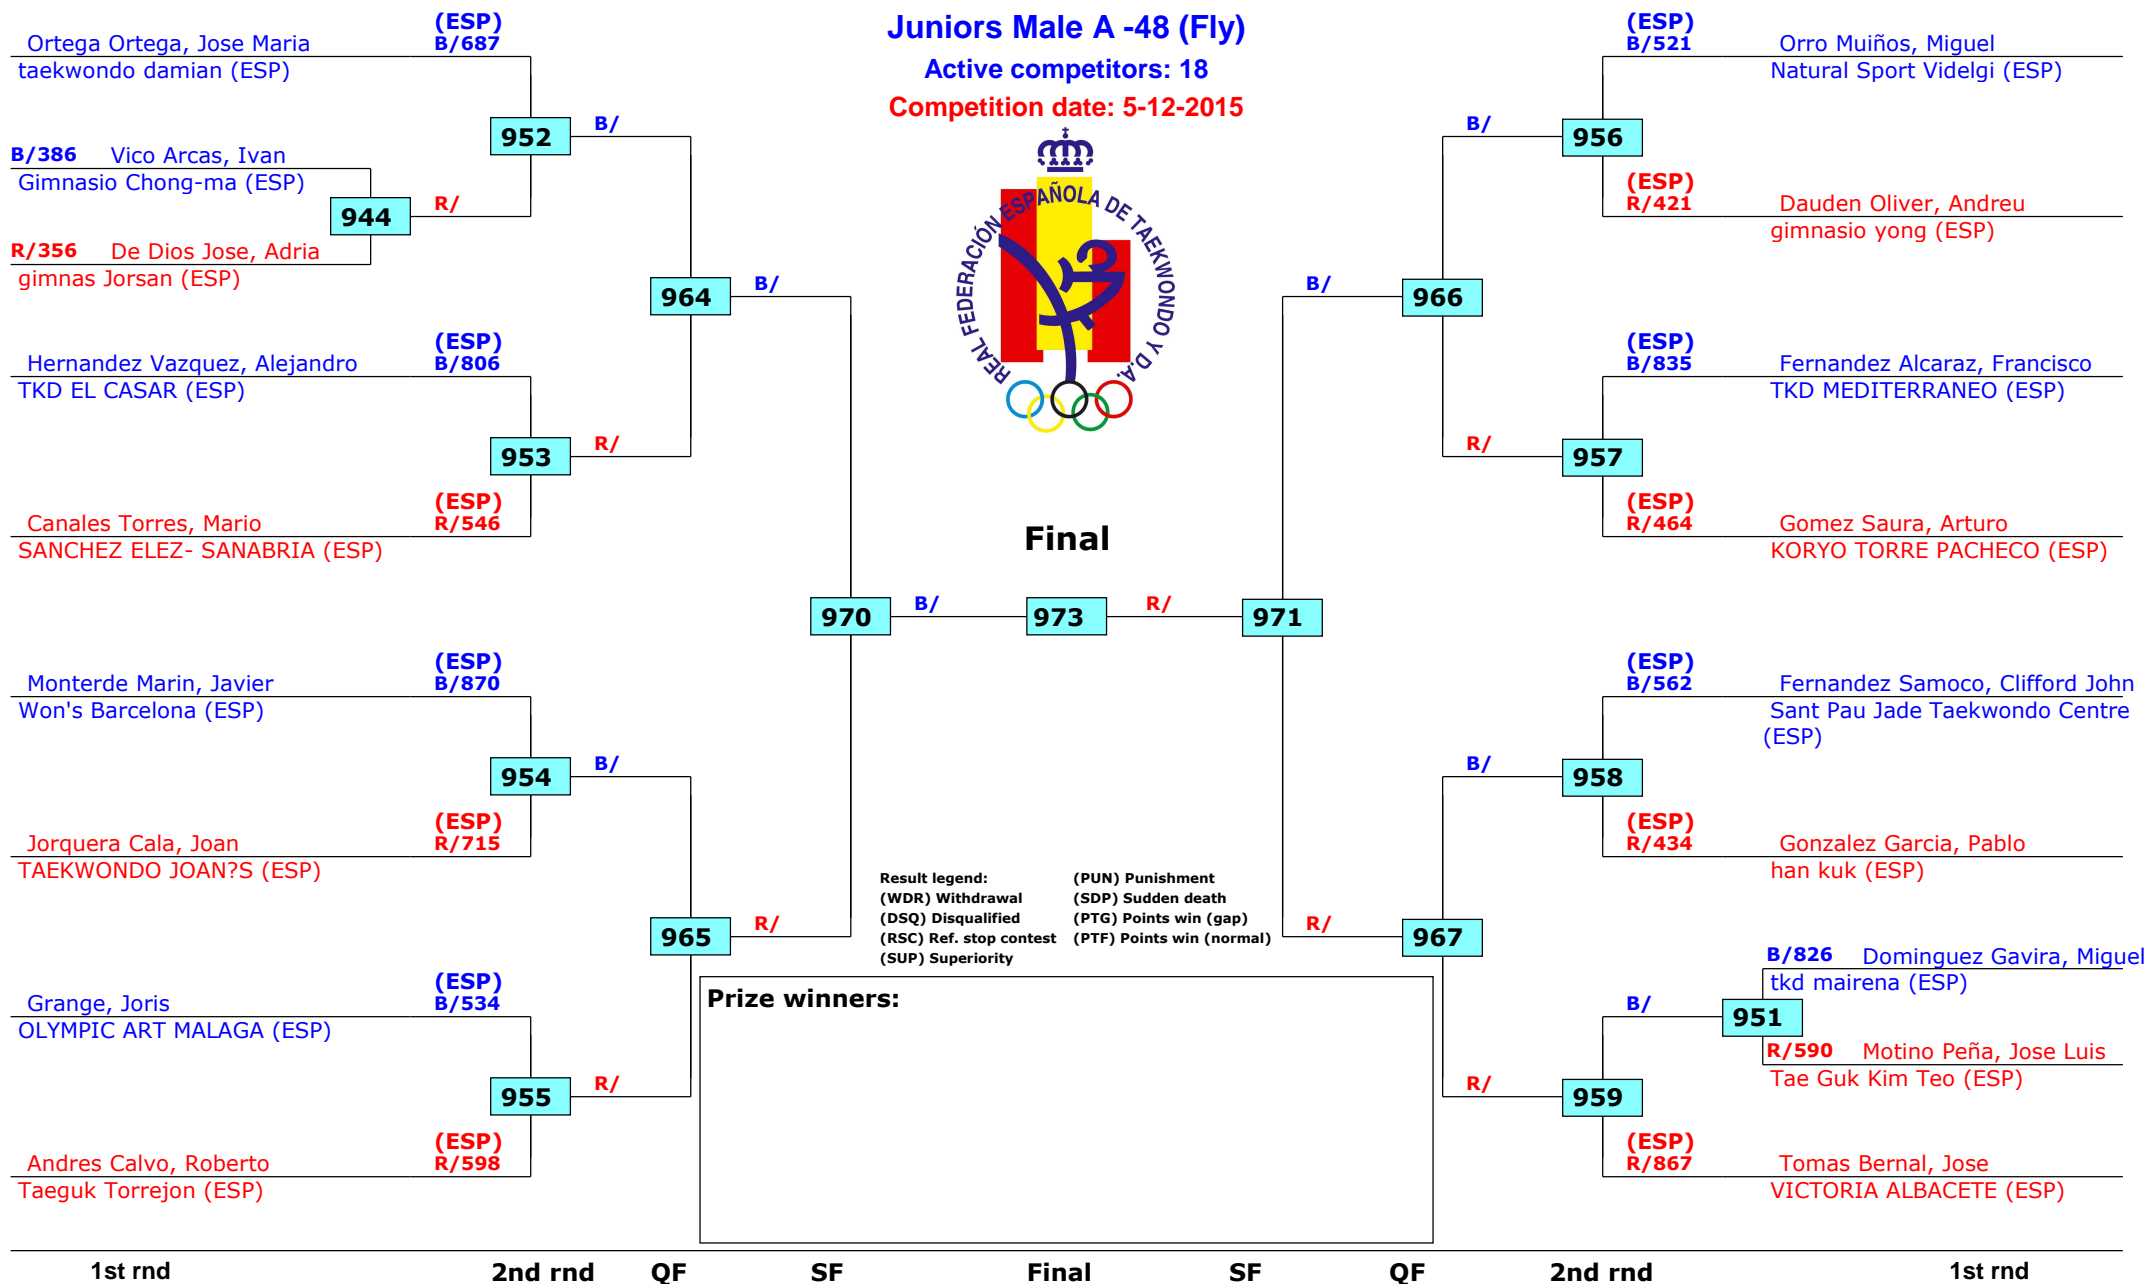 Juniors Male A -48 (Fly)
Active competitors: 18
Competition date: 5-12-2015
REAL FEDERACIÓN ESPAÑOLA DE TAEKWONDO Y D.A.
(ESP)
Ortega Ortega, Jose Maria B/687
taekwondo damian (ESP)
952 B/
B/386 Vico Arcas, Ivan
Gimnasio Chong-ma (ESP)
944 R/
R/356 De Dios Jose, Adria
gimnas Jorsan (ESP)
964 B/
(ESP)
Hernandez Vazquez, Alejandro B/806
TKD EL CASAR (ESP)
953 R/
(ESP)
Canales Torres, Mario R/546
SANCHEZ ELEZ- SANABRIA (ESP)
Final
970 B/ 973 R/ 971
(ESP)
Monterde Marin, Javier B/870
Won's Barcelona (ESP)
954 B/
(ESP)
Jorquera Cala, Joan R/715
TAEKWONDO JOAN?S (ESP)
965 R/
(ESP)
Grange, Joris B/534
OLYMPIC ART MALAGA (ESP)
955 R/
(ESP)
Andres Calvo, Roberto R/598
Taeguk Torrejon (ESP)
(ESP)
B/521 Orro Muiños, Miguel
Natural Sport Videlgi (ESP)
B/ 956
(ESP)
R/421 Dauden Oliver, Andreu
gimnasio yong (ESP)
B/ 966
(ESP)
B/835 Fernandez Alcaraz, Francisco
TKD MEDITERRANEO (ESP)
R/ 957
(ESP)
R/464 Gomez Saura, Arturo
KORYO TORRE PACHECO (ESP)
(ESP)
B/562 Fernandez Samoco, Clifford John
Sant Pau Jade Taekwondo Centre
(ESP)
B/ 958
(ESP)
R/434 Gonzalez Garcia, Pablo
han kuk (ESP)
R/ 967
B/826 Dominguez Gavira, Miguel
tkd mairena (ESP)
B/ 951
R/590 Motino Peña, Jose Luis
Tae Guk Kim Teo (ESP)
R/ 959
(ESP)
R/867 Tomas Bernal, Jose
VICTORIA ALBACETE (ESP)
Result legend: (PUN) Punishment
(WDR) Withdrawal (SDP) Sudden death
(DSQ) Disqualified (PTG) Points win (gap)
(RSC) Ref. stop contest (PTF) Points win (normal)
(SUP) Superiority
Prize winners:
1st rnd 2nd rnd QF SF Final SF QF 2nd rnd 1st rnd